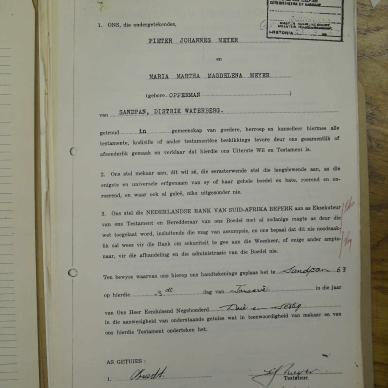 1. ONS, die ondergetekendes,
PIETER JOHANNES MEYER
en
MARIA MARTHA MAGDELENA MEYER
(gebore OPPERMAN)
van SANDPAN, DISTRIK WATERBERG.
getroud in gemeenskap van goedere, herroep en kanselleer hiermee alle
testamente, kodisille of ander testamentêre beskikkings tevore deur ons gesamentlik of
afsonderlik gemaak en verklaar dat hierdie ons Uiterste Wil en Testament is.
2. Ons stel mekaar aan, dit wil sê, die eerssterwende stel die langslewende aan, as die
enigste en universele erfgenaam van sy of haar gehele boedel en bate, roerend en on-
roerend, en waar ook al geleë, niks uitgesonder nie.
3. Ons stel die NEDERLANDSE BANK VAN SUID-AFRIKA BEPERK aan as Eksekuteur
van ons Testament en Beredderaar van ons Boedel met al sodanige magte as deur die
wet toegelaat word, insluitende die mag van assumpsie, en ons bepaal dat dit nie noodsaak-
lik sal wees vir die Bank om sekuriteit te gee aan die Weesheer, of enige ander ampte-
naar, vir die afhandeling en die administrasie van die Boedel nie.
Ten bewyse waarvan ons hierop ons handtekeninge geplaas het te Sandpan
op hierdie 3de dag van Januarie in die jaar
van Ons Heer Eenduisend Negehonderd Drie en Sestig
in die aanwesigheid van onderstaande getuies wat in teenwoordigheid van mekaar en van
ons hierdie Testament onderteken het.
AS GETUIES :
1.
Testateur.